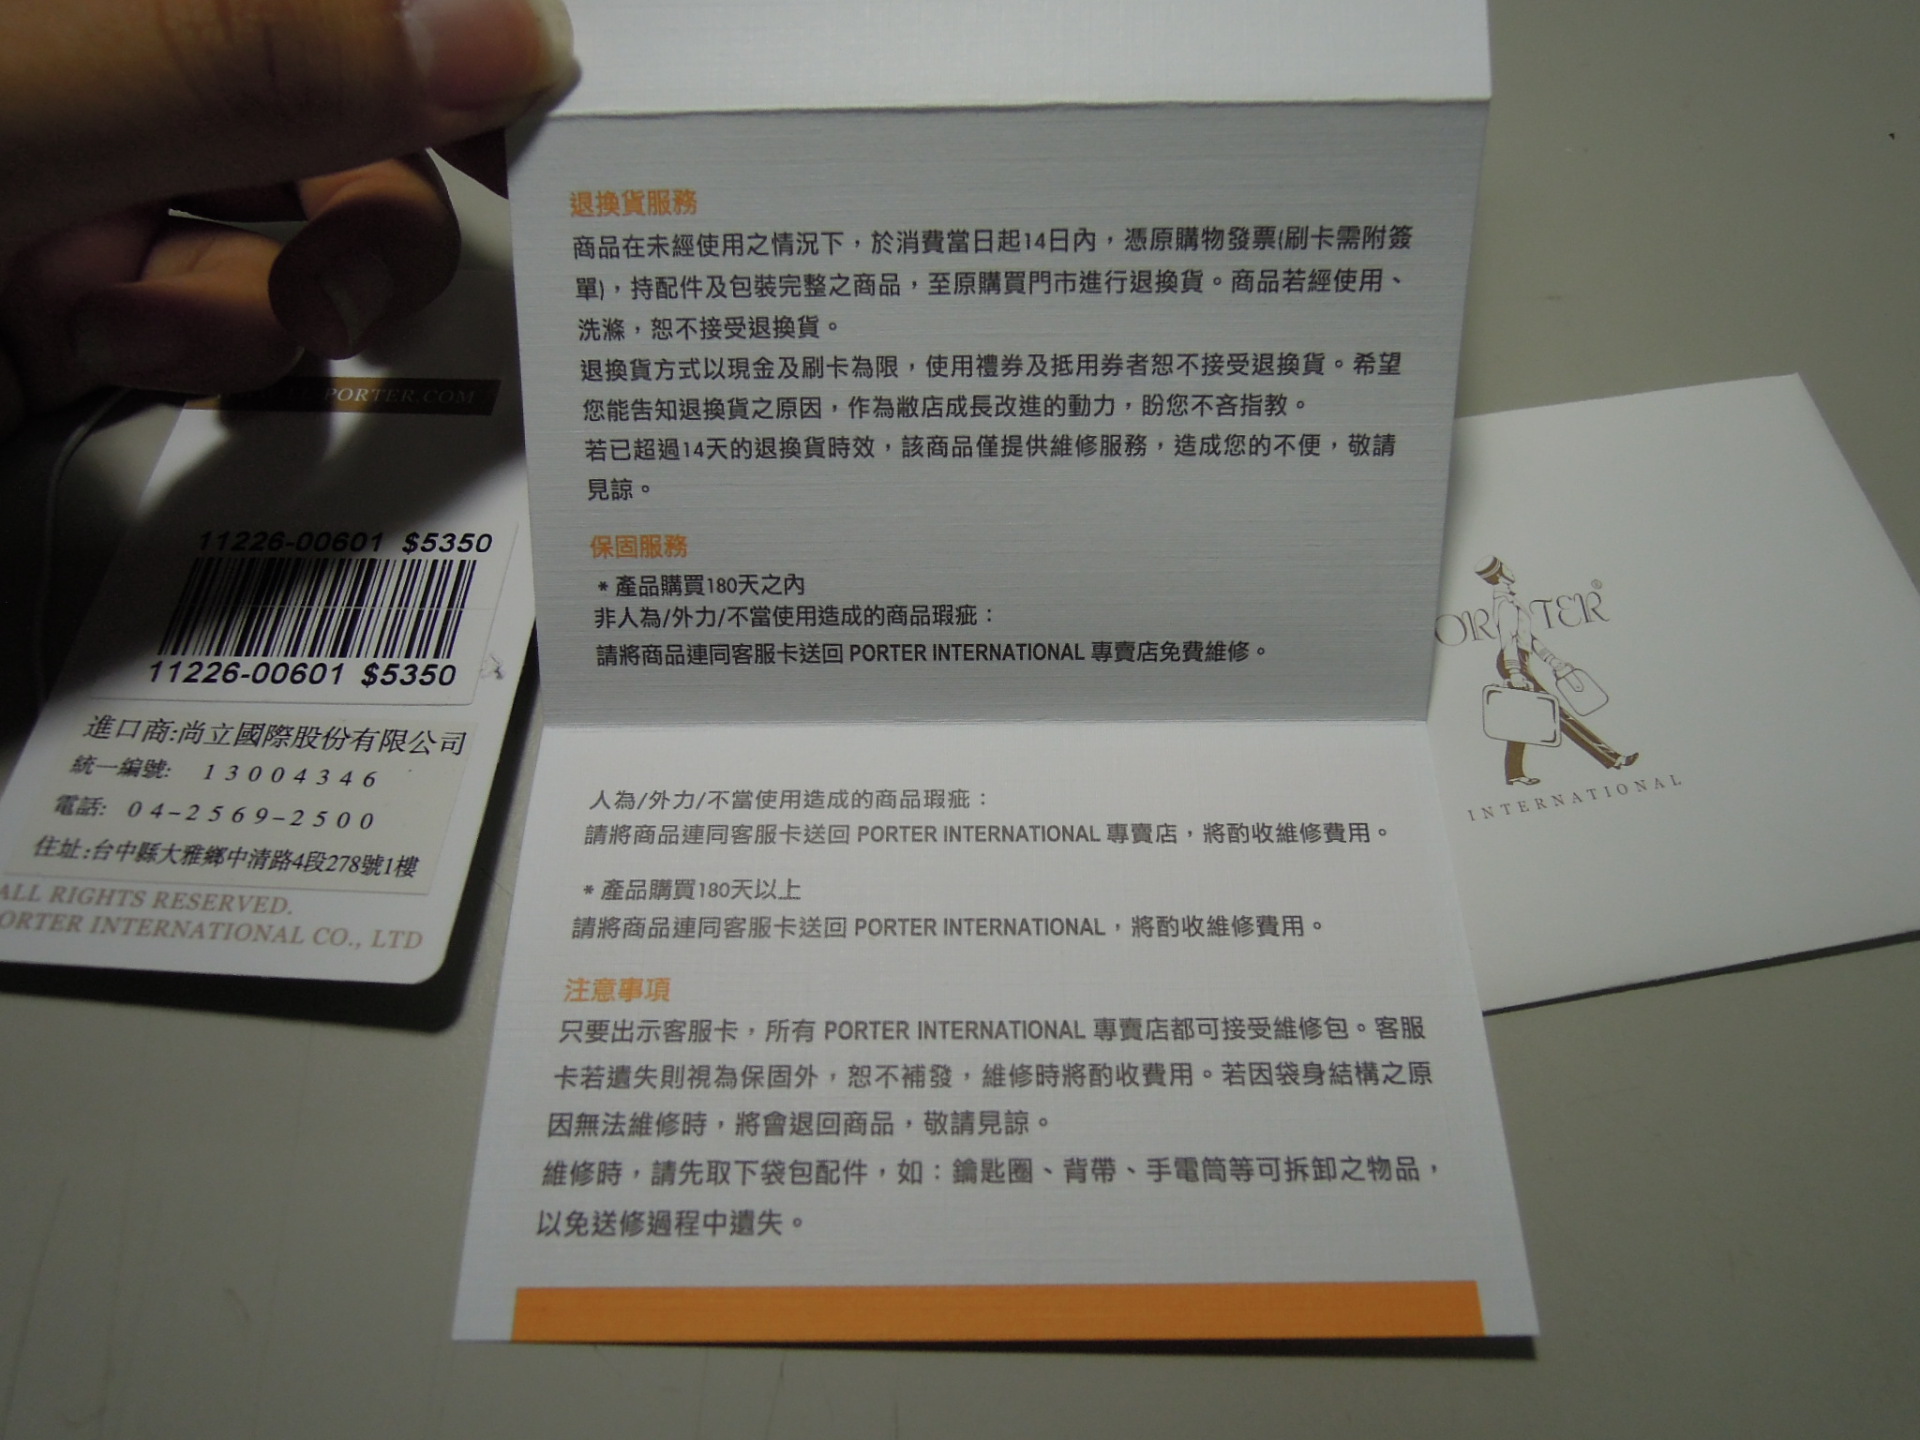 退換貨服務
商品在未經使用之情況下，於消費當日起14日內，憑原購物發票(刷卡需附簽
單)，持配件及包裝完整之商品，至原購買門市進行退換貨。商品若經使用、
洗滌，恕不接受退換貨。
退換貨方式以現金及刷卡為限，使用禮券及抵用券者恕不接受退換貨。希望
您能告知退換貨之原因，作為敝店成長改進的動力，盼您不吝指教。
若已超過14天的退換貨時效，該商品僅提供維修服務，造成您的不便，敬請
見諒。
保固服務
* 產品購買180天之內
非人為/外力/不當使用造成的商品瑕疵：
請將商品連同客服卡送回 PORTER INTERNATIONAL 專賣店免費維修。
人為/外力/不當使用造成的商品瑕疵：
請將商品連同客服卡送回 PORTER INTERNATIONAL 專賣店，將酌收維修費用。
* 產品購買180天以上
請將商品連同客服卡送回 PORTER INTERNATIONAL，將酌收維修費用。
注意事項
只要出示客服卡，所有 PORTER INTERNATIONAL 專賣店都可接受維修包。客服
卡若遺失則視為保固外，恕不補發，維修時將酌收費用。若因袋身結構之原
因無法維修時，將會退回商品，敬請見諒。
維修時，請先取下袋包配件，如：鑰匙圈、背帶、手電筒等可拆卸之物品，
以免送修過程中遺失。
PORTER.COM
11226-00601 $5350
11226-00601 $5350
進口商:尚立國際股份有限公司
統一編號: 13004346
電話: 04-2569-2500
住址:台中縣大雅鄉中清路4段278號1樓
ALL RIGHTS RESERVED.
ORTER INTERNATIONAL CO., LTD
ORTER®
INTERNATIONAL